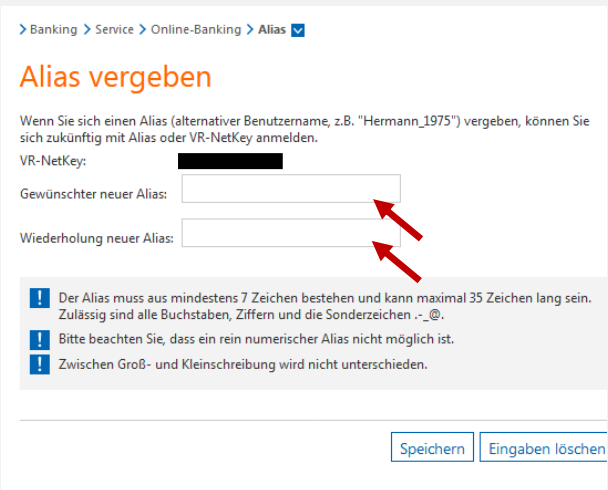 Banking > Service > Online-Banking > Alias
Alias vergeben
Wenn Sie sich einen Alias (alternativer Benutzername, z.B. "Hermann_1975") vergeben, können Sie
sich zukünftig mit Alias oder VR-NetKey anmelden.
VR-NetKey:
Gewünschter neuer Alias:
Wiederholung neuer Alias:
! Der Alias muss aus mindestens 7 Zeichen bestehen und kann maximal 35 Zeichen lang sein.
Zulässig sind alle Buchstaben, Ziffern und die Sonderzeichen .-_@.
! Bitte beachten Sie, dass ein rein numerischer Alias nicht möglich ist.
! Zwischen Groß- und Kleinschreibung wird nicht unterschieden.
Speichern Eingaben löschen